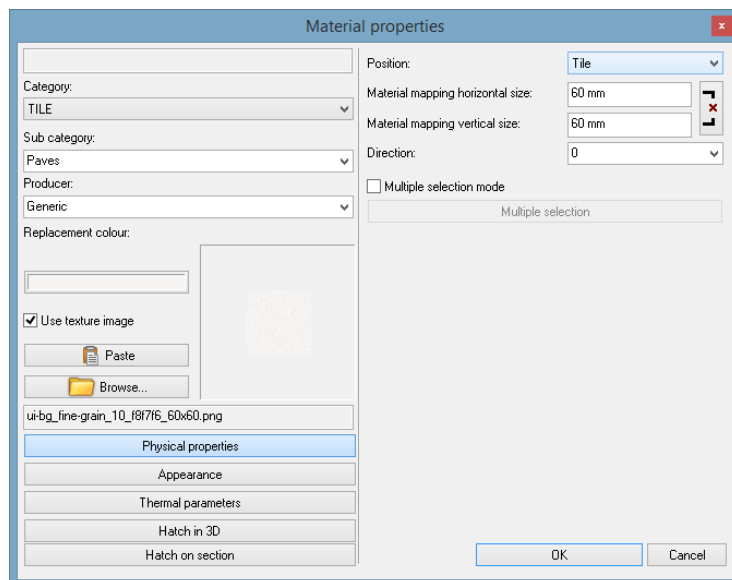 Material properties
x
Category:
TILE
Sub category:
Paves
Producer:
Generic
Replacement colour:
Use texture image
Paste
Browse...
ui-bg_fine-grain_10_f8f7f6_60x60.png
Physical properties
Appearance
Thermal parameters
Hatch in 3D
Hatch on section
Position:
Tile
Material mapping horizontal size:
60 mm
Material mapping vertical size:
60 mm
Direction:
0
Multiple selection mode
Multiple selection
OK
Cancel